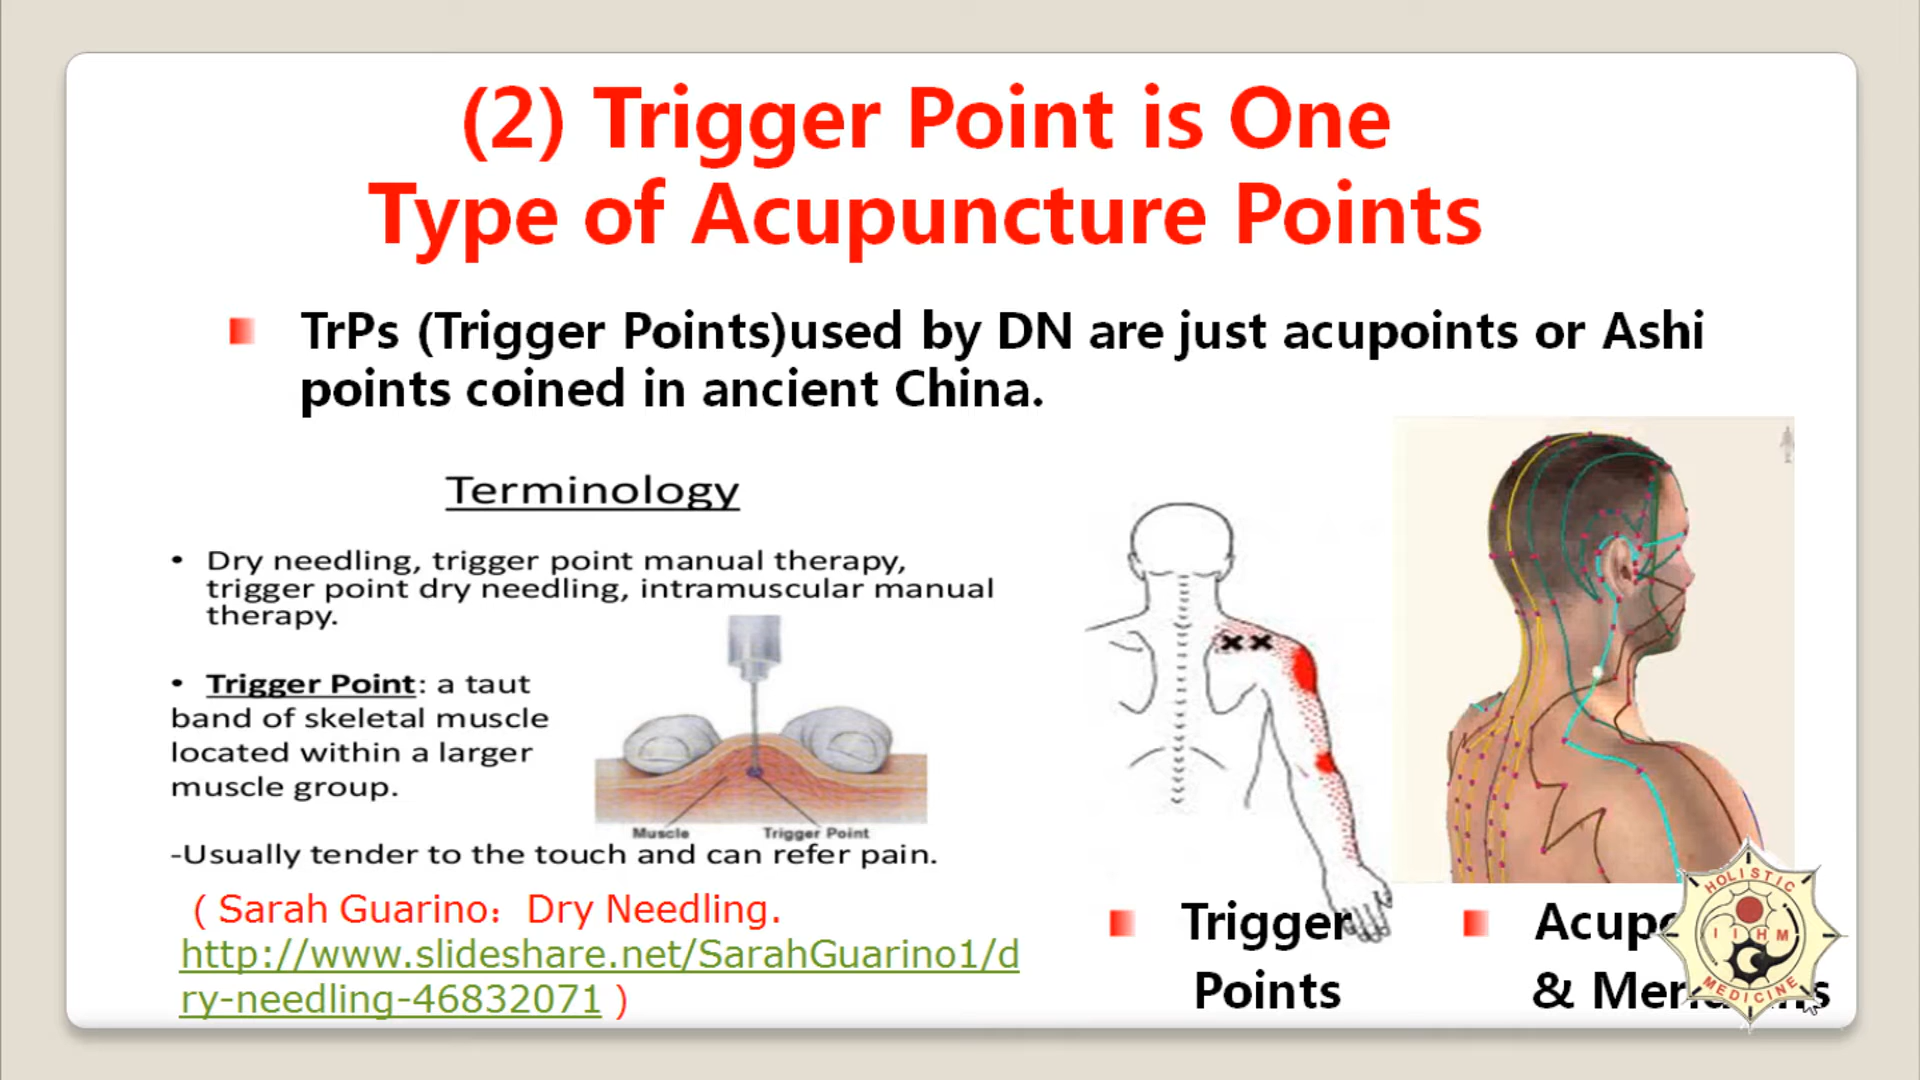 (2) Trigger Point is One
Type of Acupuncture Points
TrPs (Trigger Points)used by DN are just acupoints or Ashi
points coined in ancient China.
Terminology
• Dry needling, trigger point manual therapy,
trigger point dry needling, intramuscular manual
therapy.
• Trigger Point: a taut
band of skeletal muscle
located within a larger
muscle group.
Muscle Trigger Point
-Usually tender to the touch and can refer pain.
( Sarah Guarino：Dry Needling.
http://www.slideshare.net/SarahGuarino1/d
ry-needling-46832071 )
Trigger
Points
&
HOLISTIC
IIHM
MEDICINE